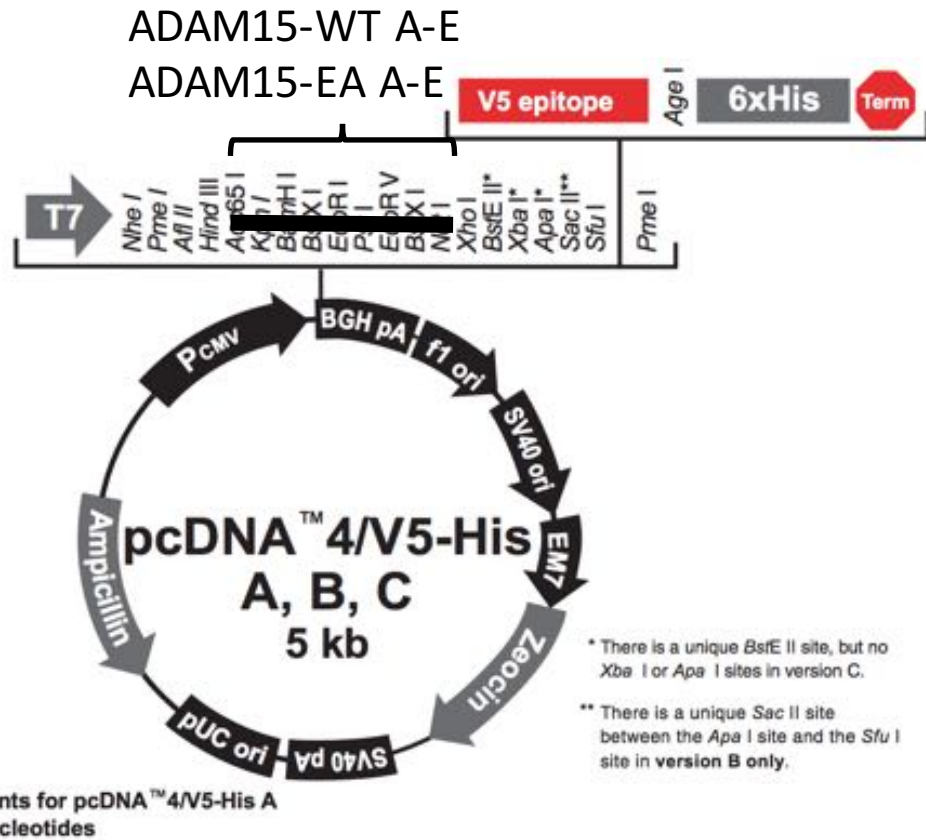 ADAM15-WT A-E
ADAM15-EA A-E
V5 epitope
Age I
6xHis
Term
T7
Nhe I
Pme I
Afl II
Hind III
I
I
I
I
I
I
V
I
I
Xho I
BstE II*
Xba I*
Apa I*
Sac II**
Sfu I
Pme I
PCMV
BGH pA
f1 ori
SV40 ori
EM7
Zeocin
SV40 pA
pUC ori
Ampicillin
pcDNA™4/V5-His
A, B, C
5 kb
* There is a unique BstE II site, but no
Xba I or Apa I sites in version C.
** There is a unique Sac II site
between the Apa I site and the Sfu I
site in version B only.
nts for pcDNA™4/V5-His A
cleotides